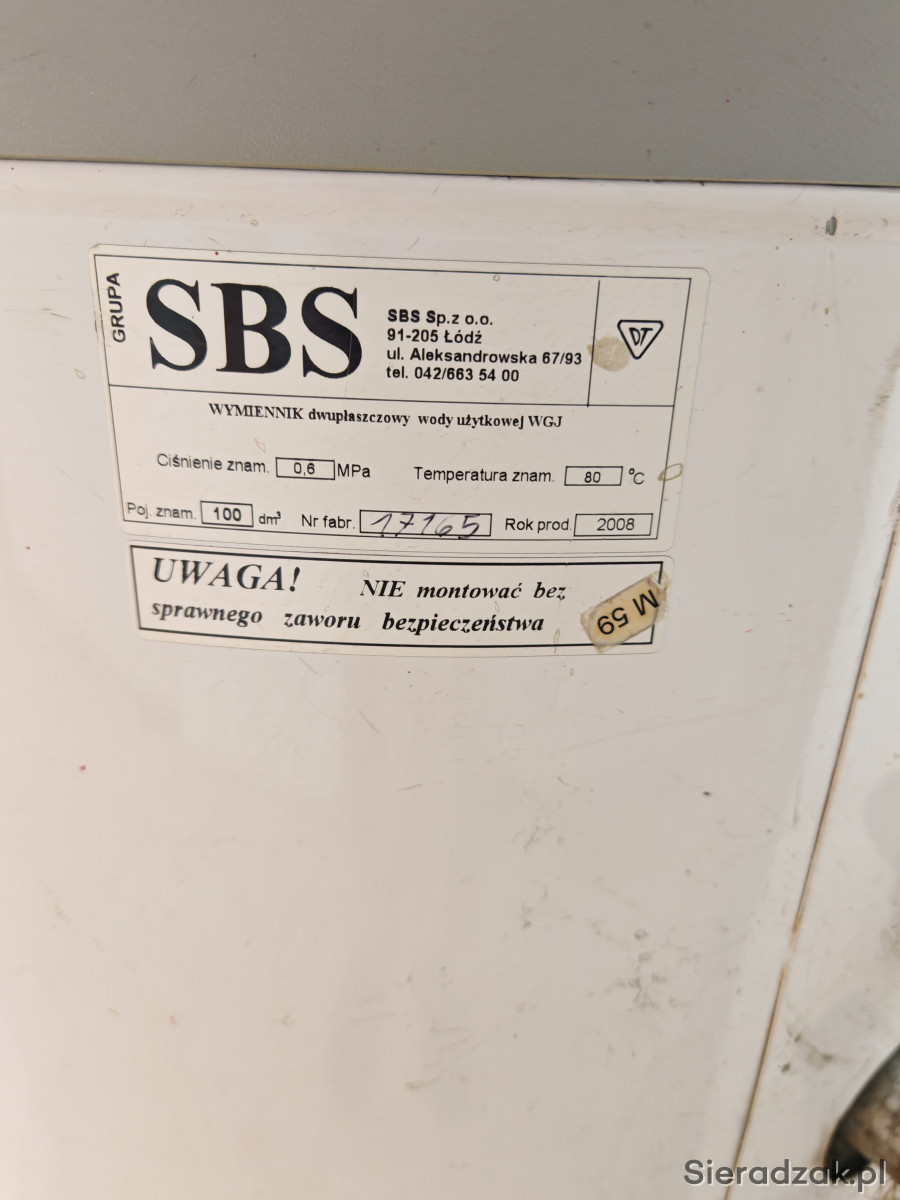 GRUPA
SBS
SBS Sp.z o.o.
91-205 Łódź
ul. Aleksandrowska 67/93
tel. 042/663 54 00
DT
WYMIENNIK dwupłaszczowy wody użytkowej WGJ
Ciśnienie znam. 0,6 MPa Temperatura znam. 80 °C
Poj. znam. 100 dm³ Nr fabr. 17165 Rok prod. 2008
UWAGA! NIE montować bez
sprawnego zaworu bezpieczeństwa
M 59
Sieradzak.pl